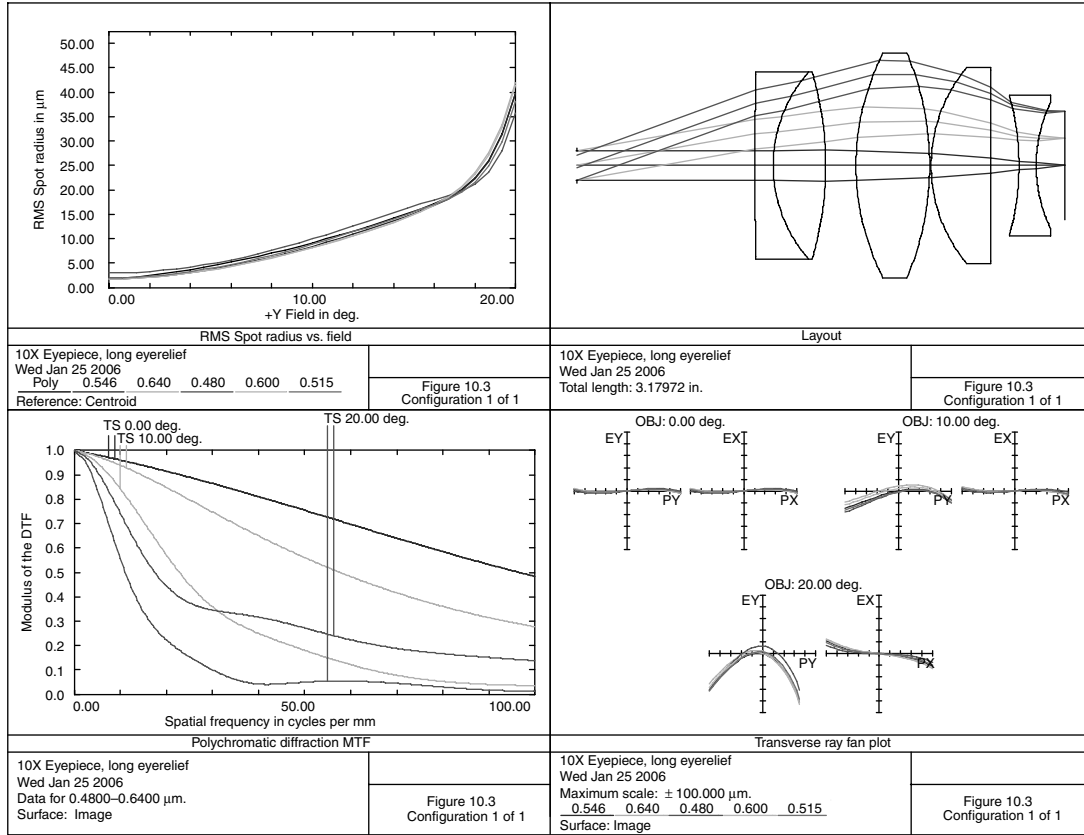 50.00
45.00
40.00
35.00
30.00
25.00
20.00
15.00
10.00
5.00
0.00
RMS Spot radius in μm
0.00 10.00 20.00
+Y Field in deg.
RMS Spot radius vs. field
10X Eyepiece, long eyerelief
Wed Jan 25 2006
Poly 0.546 0.640 0.480 0.600 0.515
Reference: Centroid
Figure 10.3
Configuration 1 of 1
Layout
10X Eyepiece, long eyerelief
Wed Jan 25 2006
Total length: 3.17972 in.
Figure 10.3
Configuration 1 of 1
TS 0.00 deg.
TS 10.00 deg.
TS 20.00 deg.
1.0
0.9
0.8
0.7
0.6
0.5
0.4
0.3
0.2
0.1
0.0
Modulus of the DTF
0.00 50.00 100.00
Spatial frequency in cycles per mm
Polychromatic diffraction MTF
10X Eyepiece, long eyerelief
Wed Jan 25 2006
Data for 0.4800–0.6400 μm.
Surface: Image
Figure 10.3
Configuration 1 of 1
OBJ: 0.00 deg.
EY EX
PY PX
OBJ: 10.00 deg.
EY EX
PY PX
OBJ: 20.00 deg.
EY EX
PY PX
Transverse ray fan plot
10X Eyepiece, long eyerelief
Wed Jan 25 2006
Maximum scale: ± 100.000 μm.
0.546 0.640 0.480 0.600 0.515
Surface: Image
Figure 10.3
Configuration 1 of 1